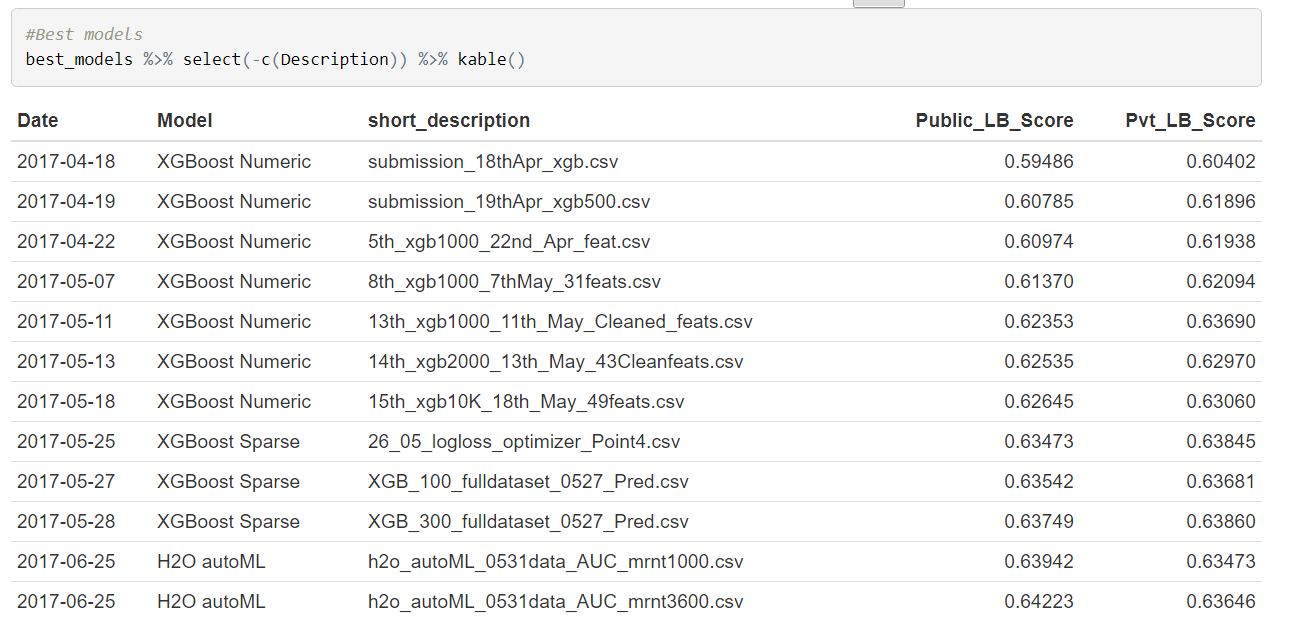 #Best models
best_models %>% select(-c(Description)) %>% kable()
Date Model short_description Public_LB_Score Pvt_LB_Score
2017-04-18 XGBoost Numeric submission_18thApr_xgb.csv 0.59486 0.60402
2017-04-19 XGBoost Numeric submission_19thApr_xgb500.csv 0.60785 0.61896
2017-04-22 XGBoost Numeric 5th_xgb1000_22nd_Apr_feat.csv 0.60974 0.61938
2017-05-07 XGBoost Numeric 8th_xgb1000_7thMay_31feats.csv 0.61370 0.62094
2017-05-11 XGBoost Numeric 13th_xgb1000_11th_May_Cleaned_feats.csv 0.62353 0.63690
2017-05-13 XGBoost Numeric 14th_xgb2000_13th_May_43Cleanfeats.csv 0.62535 0.62970
2017-05-18 XGBoost Numeric 15th_xgb10K_18th_May_49feats.csv 0.62645 0.63060
2017-05-25 XGBoost Sparse 26_05_logloss_optimizer_Point4.csv 0.63473 0.63845
2017-05-27 XGBoost Sparse XGB_100_fulldataset_0527_Pred.csv 0.63542 0.63681
2017-05-28 XGBoost Sparse XGB_300_fulldataset_0527_Pred.csv 0.63749 0.63860
2017-06-25 H2O autoML h2o_autoML_0531data_AUC_mrnt1000.csv 0.63942 0.63473
2017-06-25 H2O autoML h2o_autoML_0531data_AUC_mrnt3600.csv 0.64223 0.63646